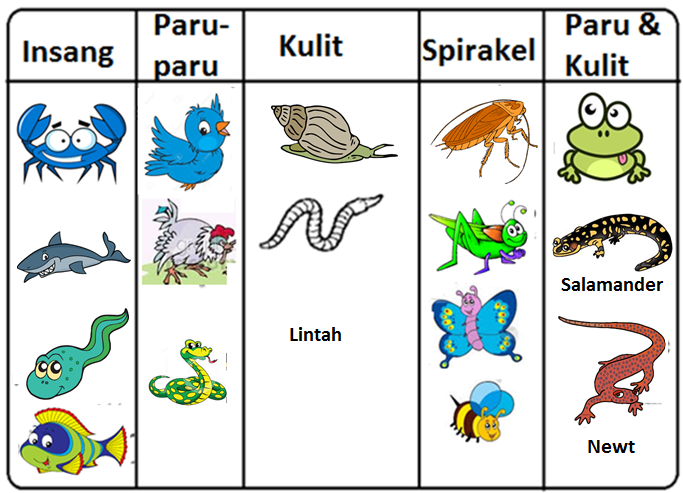 Insang
Paru-
paru
Kulit
Spirakel
Paru &
Kulit
Salamander
Lintah
Newt